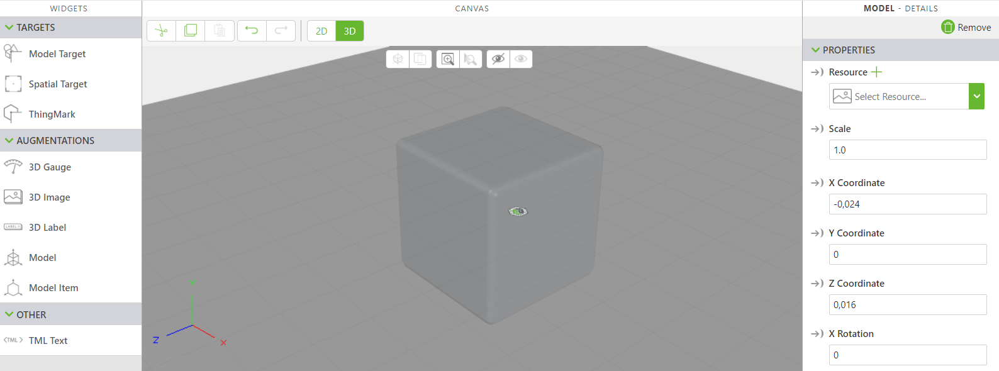 WIDGETS
TARGETS
Model Target
Spatial Target
ThingMark
AUGMENTATIONS
3D Gauge
3D Image
LABEL
3D Label
Model
Model Item
OTHER
<TML>
TML Text
CANVAS
2D
3D
Y
Z
X
MODEL - DETAILS
Remove
PROPERTIES
Resource
Select Resource...
Scale
1.0
X Coordinate
-0,024
Y Coordinate
0
Z Coordinate
0,016
X Rotation
0